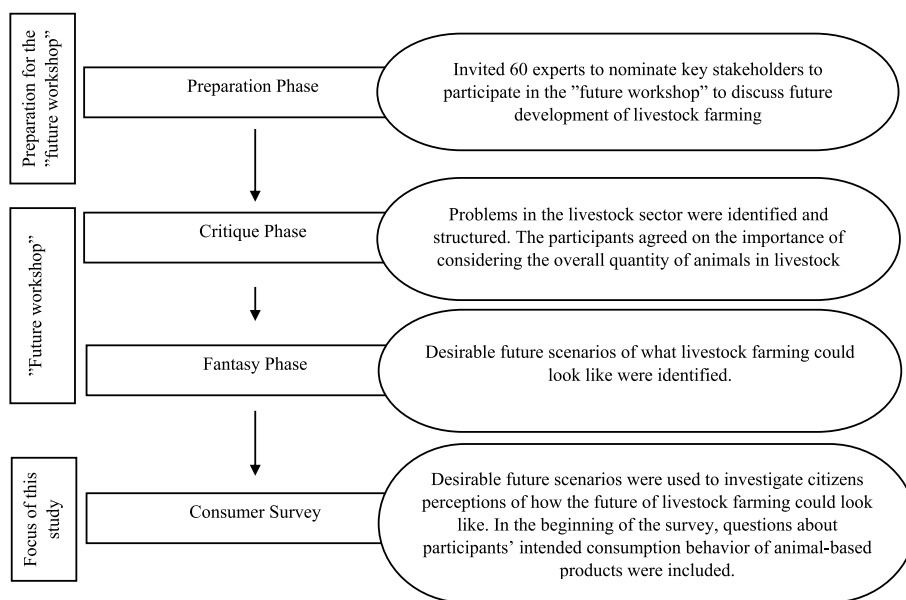 Preparation for the
”future workshop”
Preparation Phase
Invited 60 experts to nominate key stakeholders to
participate in the ”future workshop” to discuss future
development of livestock farming
”Future workshop”
Critique Phase
Problems in the livestock sector were identified and
structured. The participants agreed on the importance of
considering the overall quantity of animals in livestock
Fantasy Phase
Desirable future scenarios of what livestock farming could
look like were identified.
Focus of this
study
Consumer Survey
Desirable future scenarios were used to investigate citizens
perceptions of how the future of livestock farming could look
like. In the beginning of the survey, questions about
participants’ intended consumption behavior of animal-based
products were included.